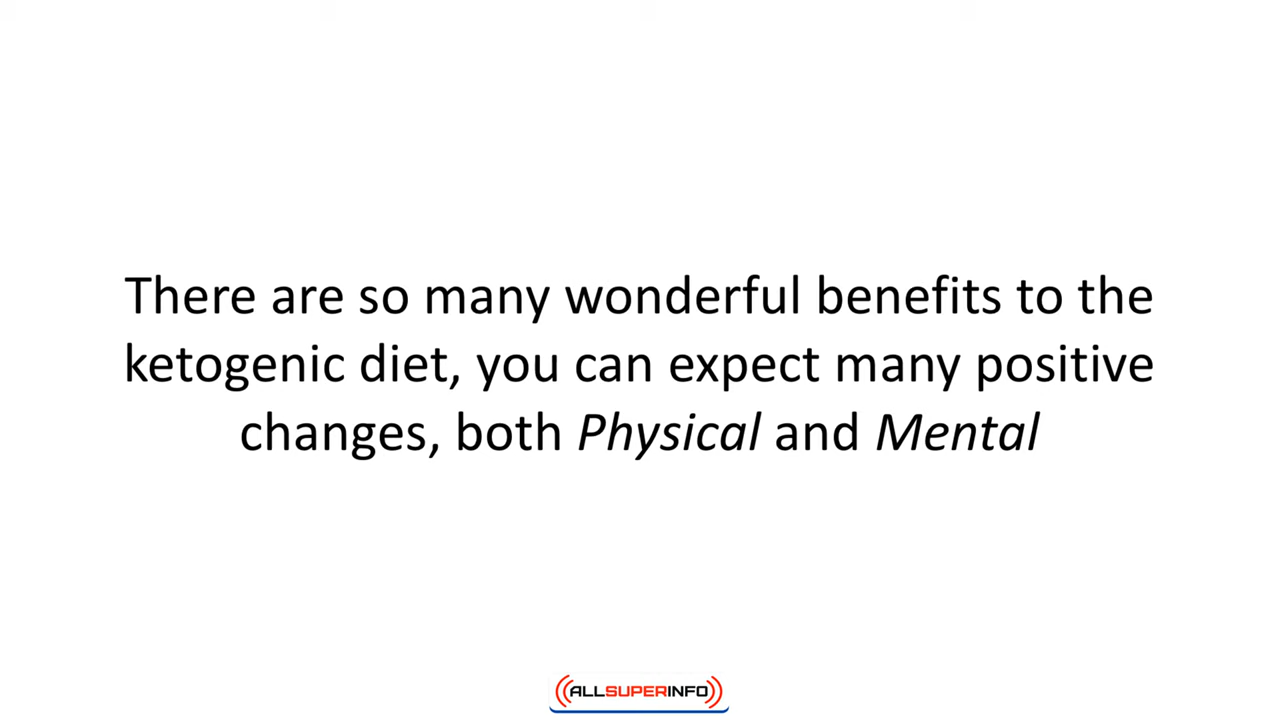 There are so many wonderful benefits to the
ketogenic diet, you can expect many positive
changes, both Physical and Mental
ALLSUPERINFO